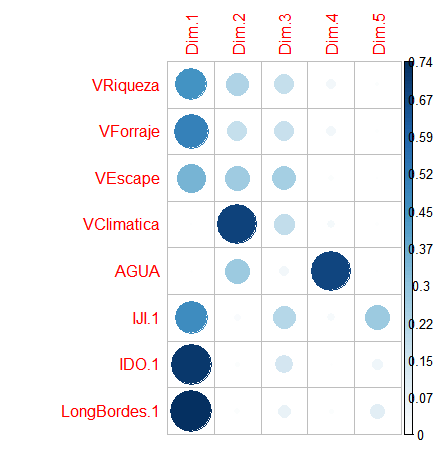 Dim.1 Dim.2 Dim.3 Dim.4 Dim.5
VRiqueza
VForraje
VEscape
VClimatica
AGUA
IJI.1
IDO.1
LongBordes.1
0.74
0.67
0.59
0.52
0.45
0.37
0.3
0.22
0.15
0.07
0